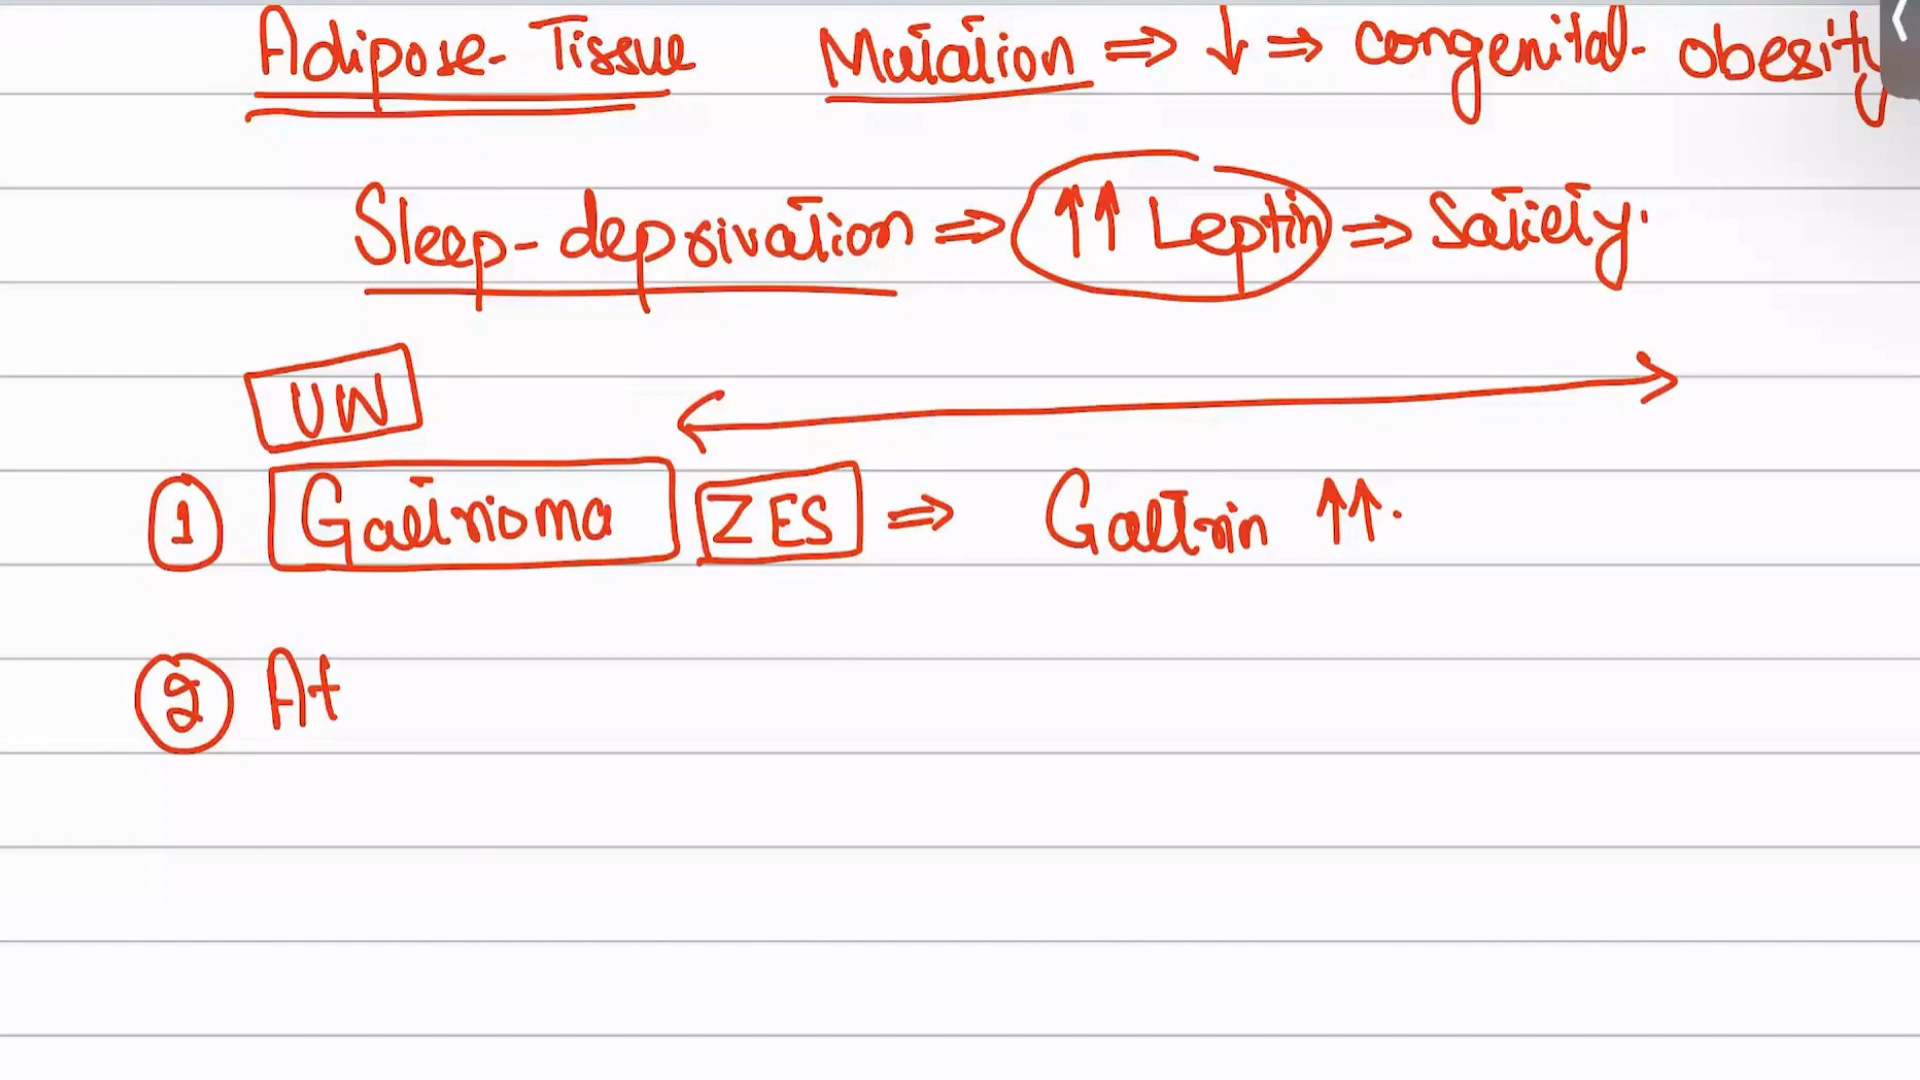 Adipose-Tissue Mutation ⇒ ↓ ⇒ congenital-obesity
Sleep-deprivation ⇒ ↑↑ Leptin ⇒ Satiety.
UW
1 Gastrinoma ZES ⇒ Gastrin ↑↑.
2 At